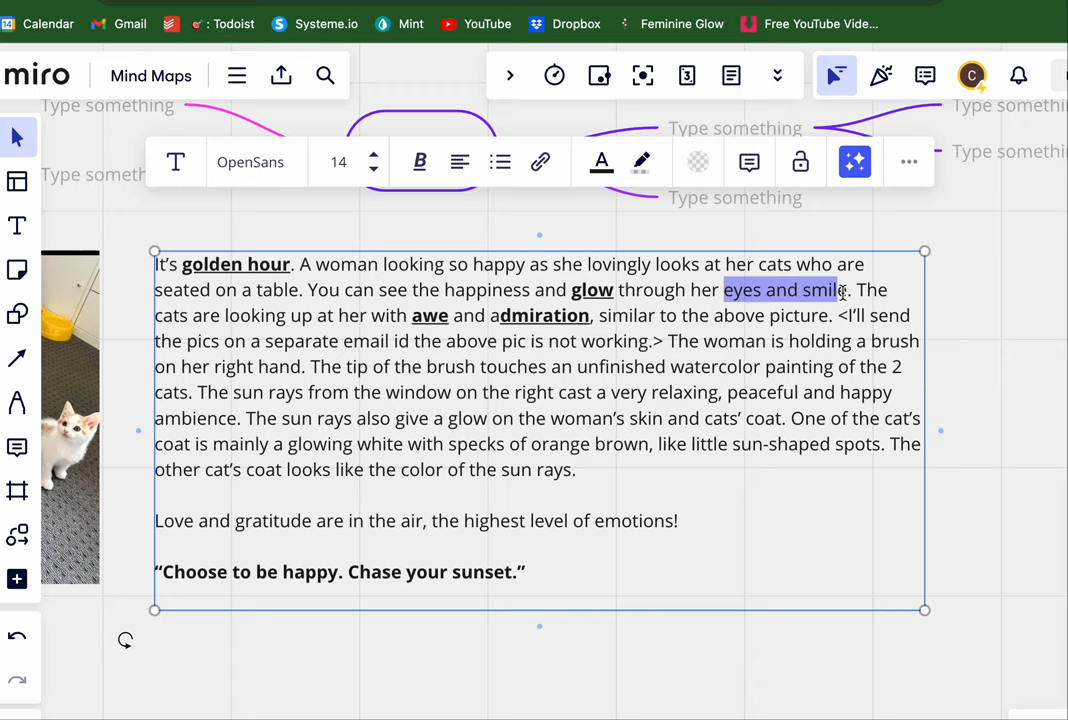 Calendar Gmail : Todoist Systeme.io Mint YouTube Dropbox Feminine Glow Free YouTube Vide...
miro Mind Maps
Type something
Type something
Type something
Type something
Type somethin
Type someth
OpenSans 14 B A
Type something
It's golden hour. A woman looking so happy as she lovingly looks at her cats who are
seated on a table. You can see the happiness and glow through her eyes and smile. The
cats are looking up at her with awe and admiration, similar to the above picture. <I'll send
the pics on a separate email id the above pic is not working.> The woman is holding a brush
on her right hand. The tip of the brush touches an unfinished watercolor painting of the 2
cats. The sun rays from the window on the right cast a very relaxing, peaceful and happy
ambience. The sun rays also give a glow on the woman's skin and cats' coat. One of the cat's
coat is mainly a glowing white with specks of orange brown, like little sun-shaped spots. The
other cat's coat looks like the color of the sun rays.
Love and gratitude are in the air, the highest level of emotions!
“Choose to be happy. Chase your sunset.”